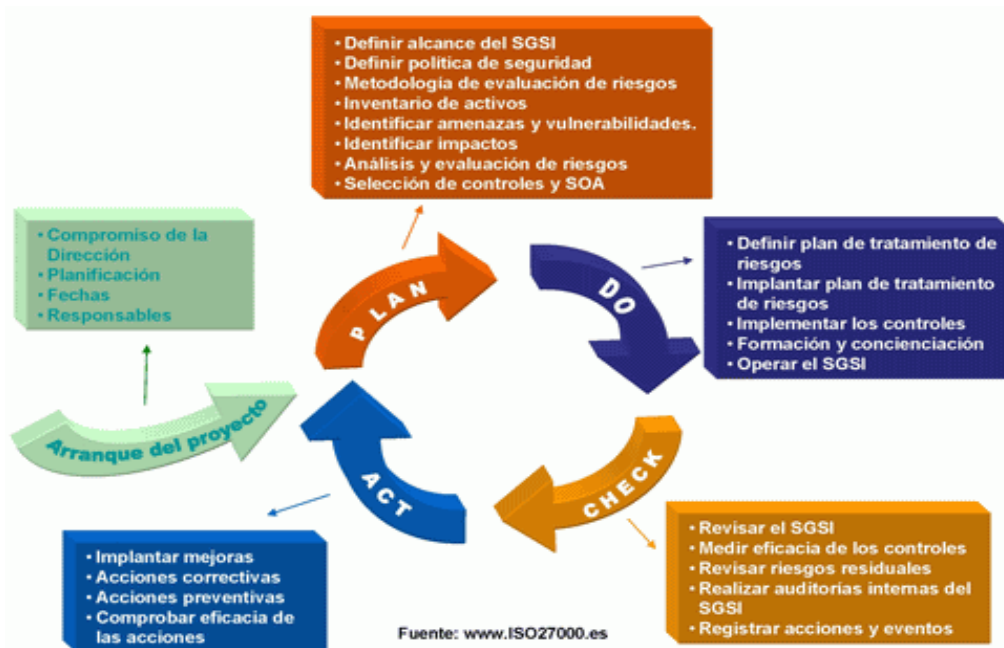 • Definir alcance del SGSI
• Definir política de seguridad
• Metodología de evaluación de riesgos
• Inventario de activos
• Identificar amenazas y vulnerabilidades.
• Identificar impactos
• Análisis y evaluación de riesgos
• Selección de controles y SOA
• Compromiso de la
Dirección
• Planificación
• Fechas
• Responsables
• Definir plan de tratamiento de
riesgos
• Implantar plan de tratamiento
de riesgos
• Implementar los controles
• Formación y concienciación
• Operar el SGSI
PLAN
DO
Arranque del proyecto
ACT
CHECK
• Implantar mejoras
• Acciones correctivas
• Acciones preventivas
• Comprobar eficacia de
las acciones
• Revisar el SGSI
• Medir eficacia de los controles
• Revisar riesgos residuales
• Realizar auditorías internas del
SGSI
• Registrar acciones y eventos
Fuente: www.ISO27000.es